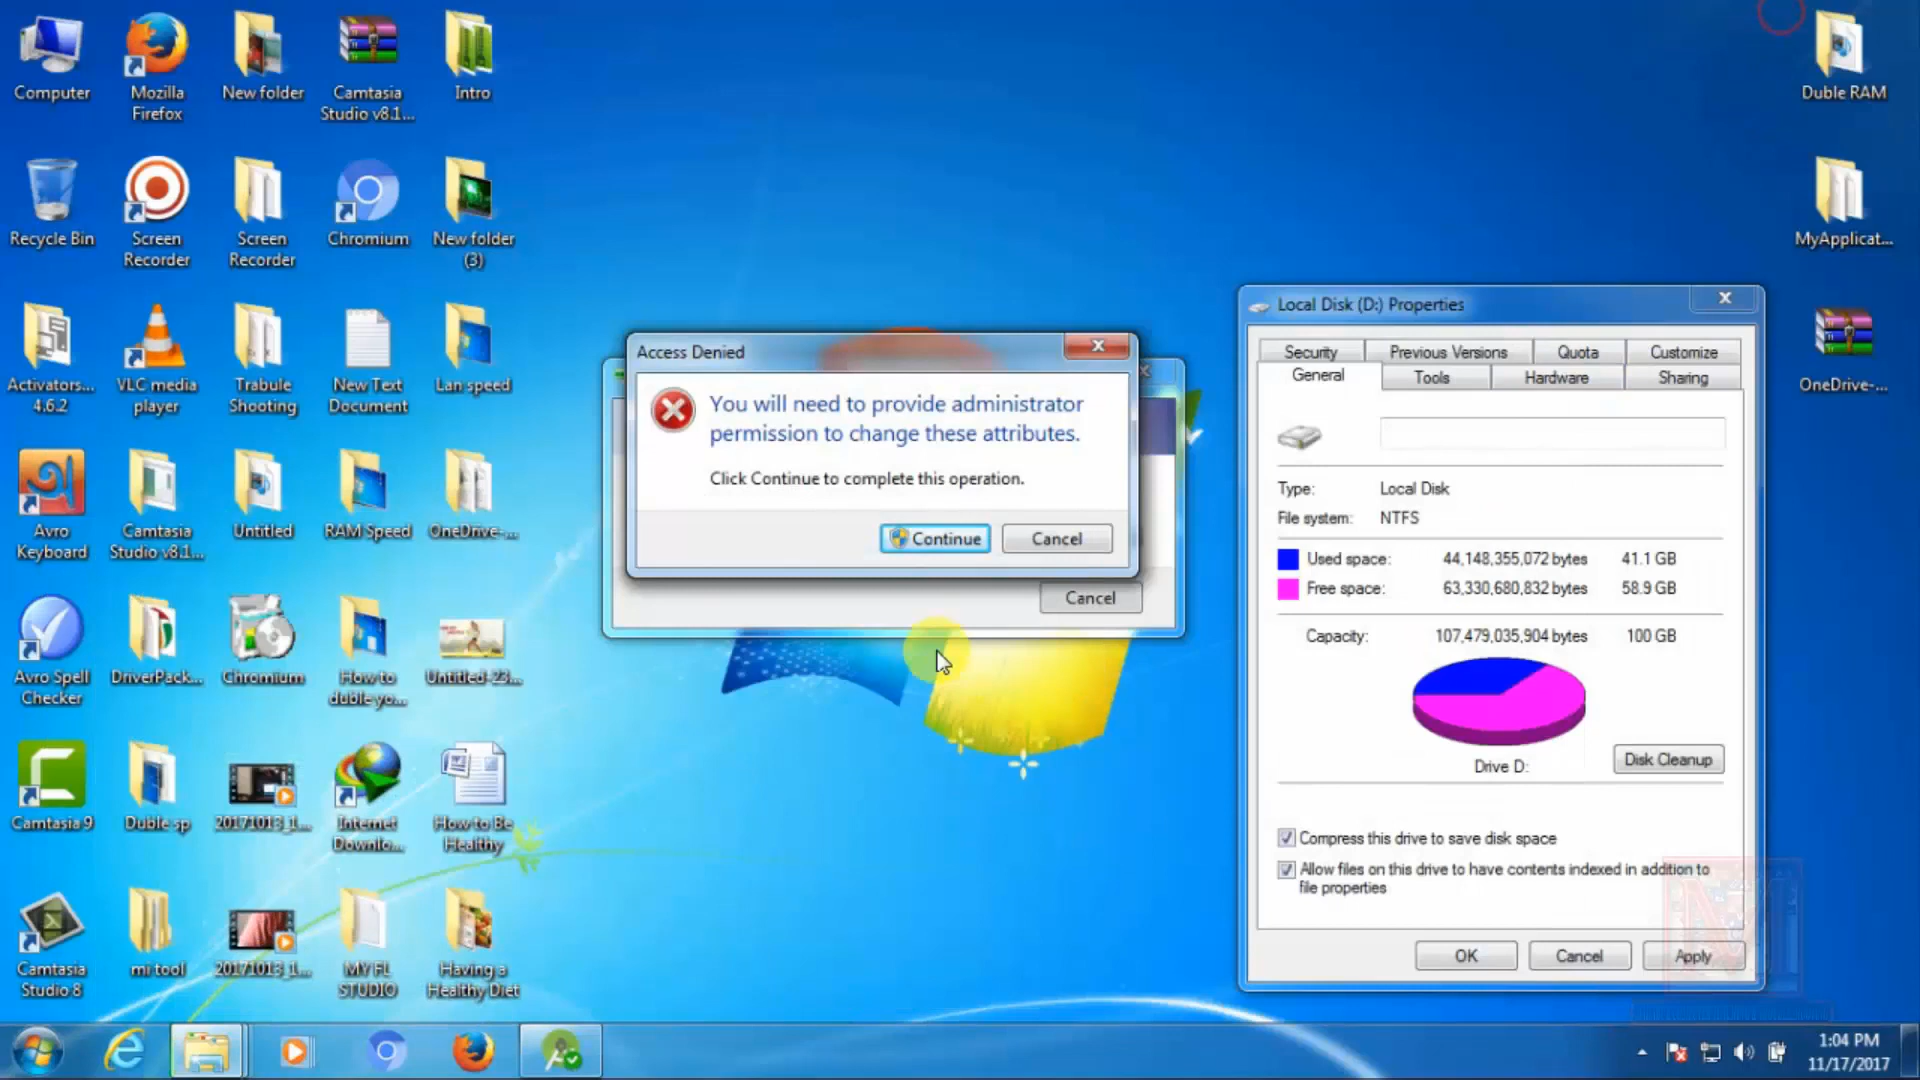 Computer
Mozilla
Firefox
New folder
Camtasia
Studio v8.1...
Intro
Duble RAM
Recycle Bin
Screen
Recorder
Screen
Recorder
Chromium
New folder
(3)
MyApplicat...
Activators...
4.6.2
VLC media
player
Trabule
Shooting
New Text
Document
Lan speed
OneDrive-...
Avro
Keyboard
Camtasia
Studio v8.1...
Untitled
RAM Speed
OneDrive-...
Avro Spell
Checker
DriverPack...
Chromium
How to
duble yo...
Untitled-23...
Camtasia 9
Duble sp
20171013_1...
Internet
Downlo...
How to Be
Healthy
Camtasia
Studio 8
mi tool
20171013_1...
MY FL
STUDIO
Having a
Healthy Diet
Access Denied
You will need to provide administrator
permission to change these attributes.
Click Continue to complete this operation.
Continue
Cancel
Cancel
Local Disk (D:) Properties
Security
Previous Versions
Quota
Customize
General
Tools
Hardware
Sharing
Type: Local Disk
File system: NTFS
Used space: 44,148,355,072 bytes 41.1 GB
Free space: 63,330,680,832 bytes 58.9 GB
Capacity: 107,479,035,904 bytes 100 GB
Drive D:
Disk Cleanup
Compress this drive to save disk space
Allow files on this drive to have contents indexed in addition to
file properties
OK
Cancel
Apply
1:04 PM
11/17/2017